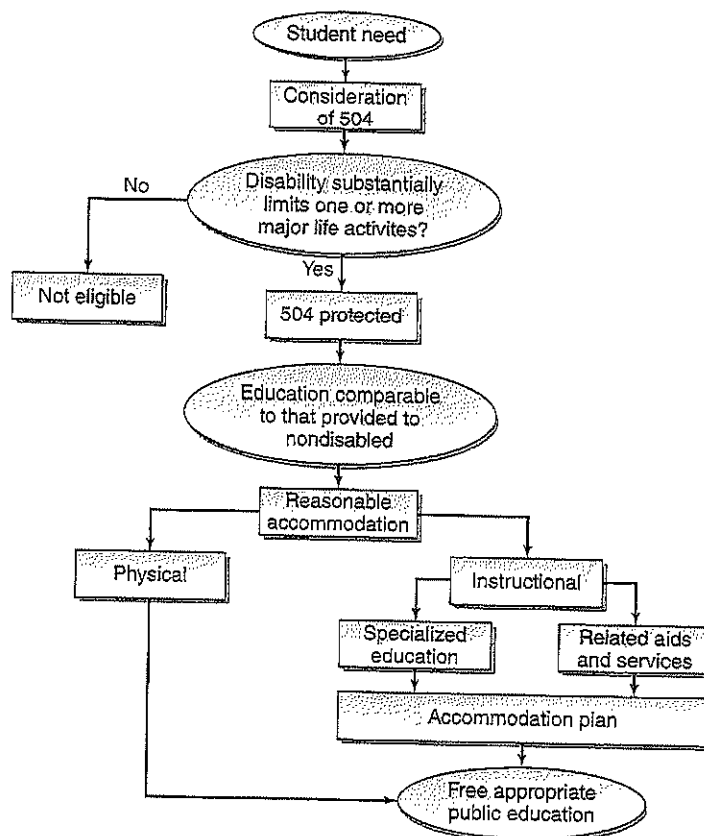 Student need
Consideration
of 504
Disability substantially
limits one or more
major life activites?
No
Yes
Not eligible
504 protected
Education comparable
to that provided to
nondisabled
Reasonable
accommodation
Physical
Instructional
Specialized
education
Related aids
and services
Accommodation plan
Free appropriate
public education